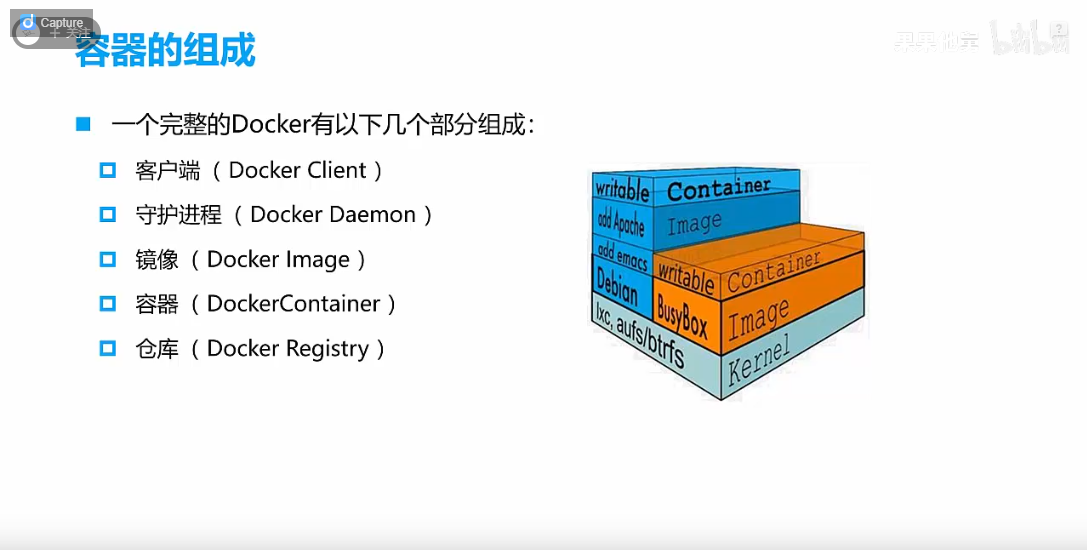 Capture
+ 关注
容器的组成
一个完整的Docker有以下几个部分组成：
客户端（ Docker Client ）
守护进程（ Docker Daemon ）
镜像（ Docker Image ）
容器（ DockerContainer ）
仓库（ Docker Registry ）
writable Container
add Apache Image
add emacs
Debian
writable Container
BusyBox Image
lxc, aufs/btrfs
Kernel
bilibili
?